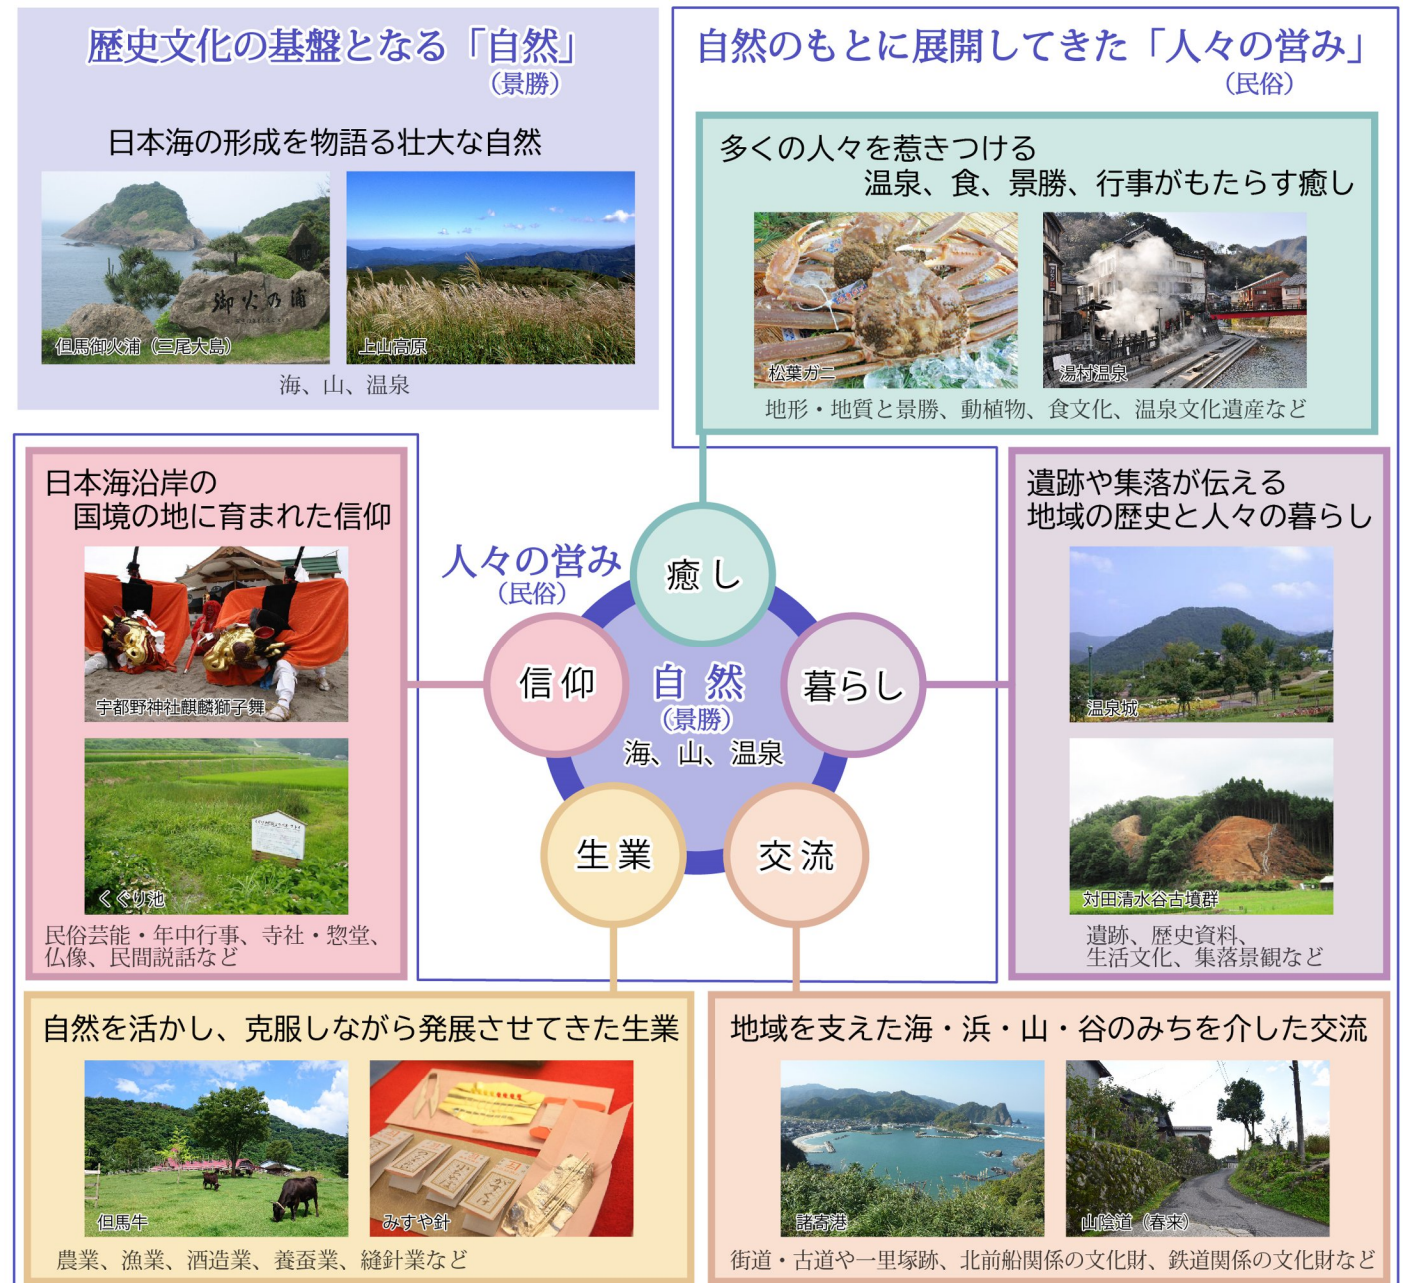 歴史文化の基盤となる「自然」
（景勝）
日本海の形成を物語る壮大な自然
御火乃浦
但馬御火浦（三尾大島）
上山高原
海、山、温泉
自然のもとに展開してきた「人々の営み」
（民俗）
多くの人々を惹きつける
温泉、食、景勝、行事がもたらす癒し
松葉ガニ
湯村温泉
地形・地質と景勝、動植物、食文化、温泉文化遺産など
日本海沿岸の
国境の地に育まれた信仰
宇都野神社麒麟獅子舞
くぐり池
民俗芸能・年中行事、寺社・惣堂、
仏像、民間説話など
人々の営み
（民俗）
癒し
信仰
自然
（景勝）
海、山、温泉
暮らし
生業
交流
遺跡や集落が伝える
地域の歴史と人々の暮らし
温泉城
対田清水谷古墳群
遺跡、歴史資料、
生活文化、集落景観など
自然を活かし、克服しながら発展させてきた生業
但馬牛
みすや針
農業、漁業、酒造業、養蚕業、縫針業など
地域を支えた海・浜・山・谷のみちを介した交流
諸寄港
山陰道（春来）
街道・古道や一里塚跡、北前船関係の文化財、鉄道関係の文化財など